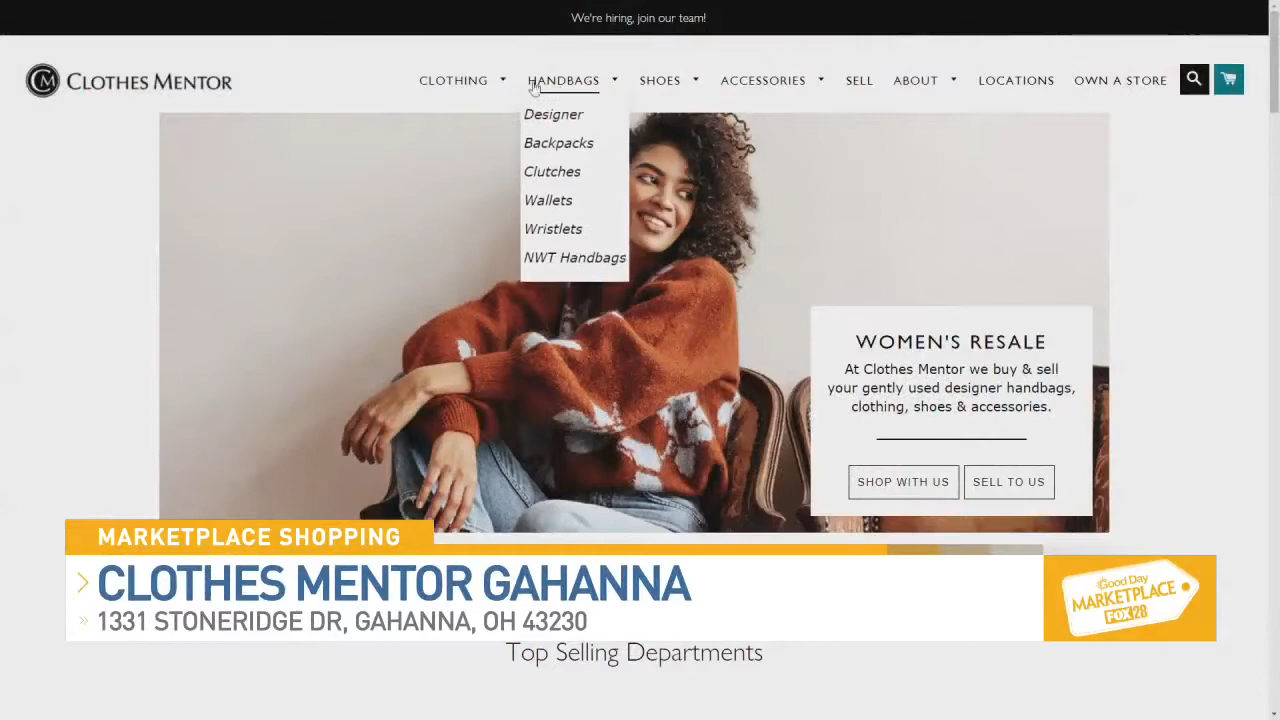 We're hiring, join our team!
CM CLOTHES MENTOR
CLOTHING HANDBAGS SHOES ACCESSORIES SELL ABOUT LOCATIONS OWN A STORE
Designer
Backpacks
Clutches
Wallets
Wristlets
NWT Handbags
WOMEN'S RESALE
At Clothes Mentor we buy & sell
your gently used designer handbags,
clothing, shoes & accessories.
SHOP WITH US SELL TO US
MARKETPLACE SHOPPING
CLOTHES MENTOR GAHANNA
1331 STONERIDGE DR, GAHANNA, OH 43230
Good Day
MARKETPLACE
FOX 28
Top Selling Departments